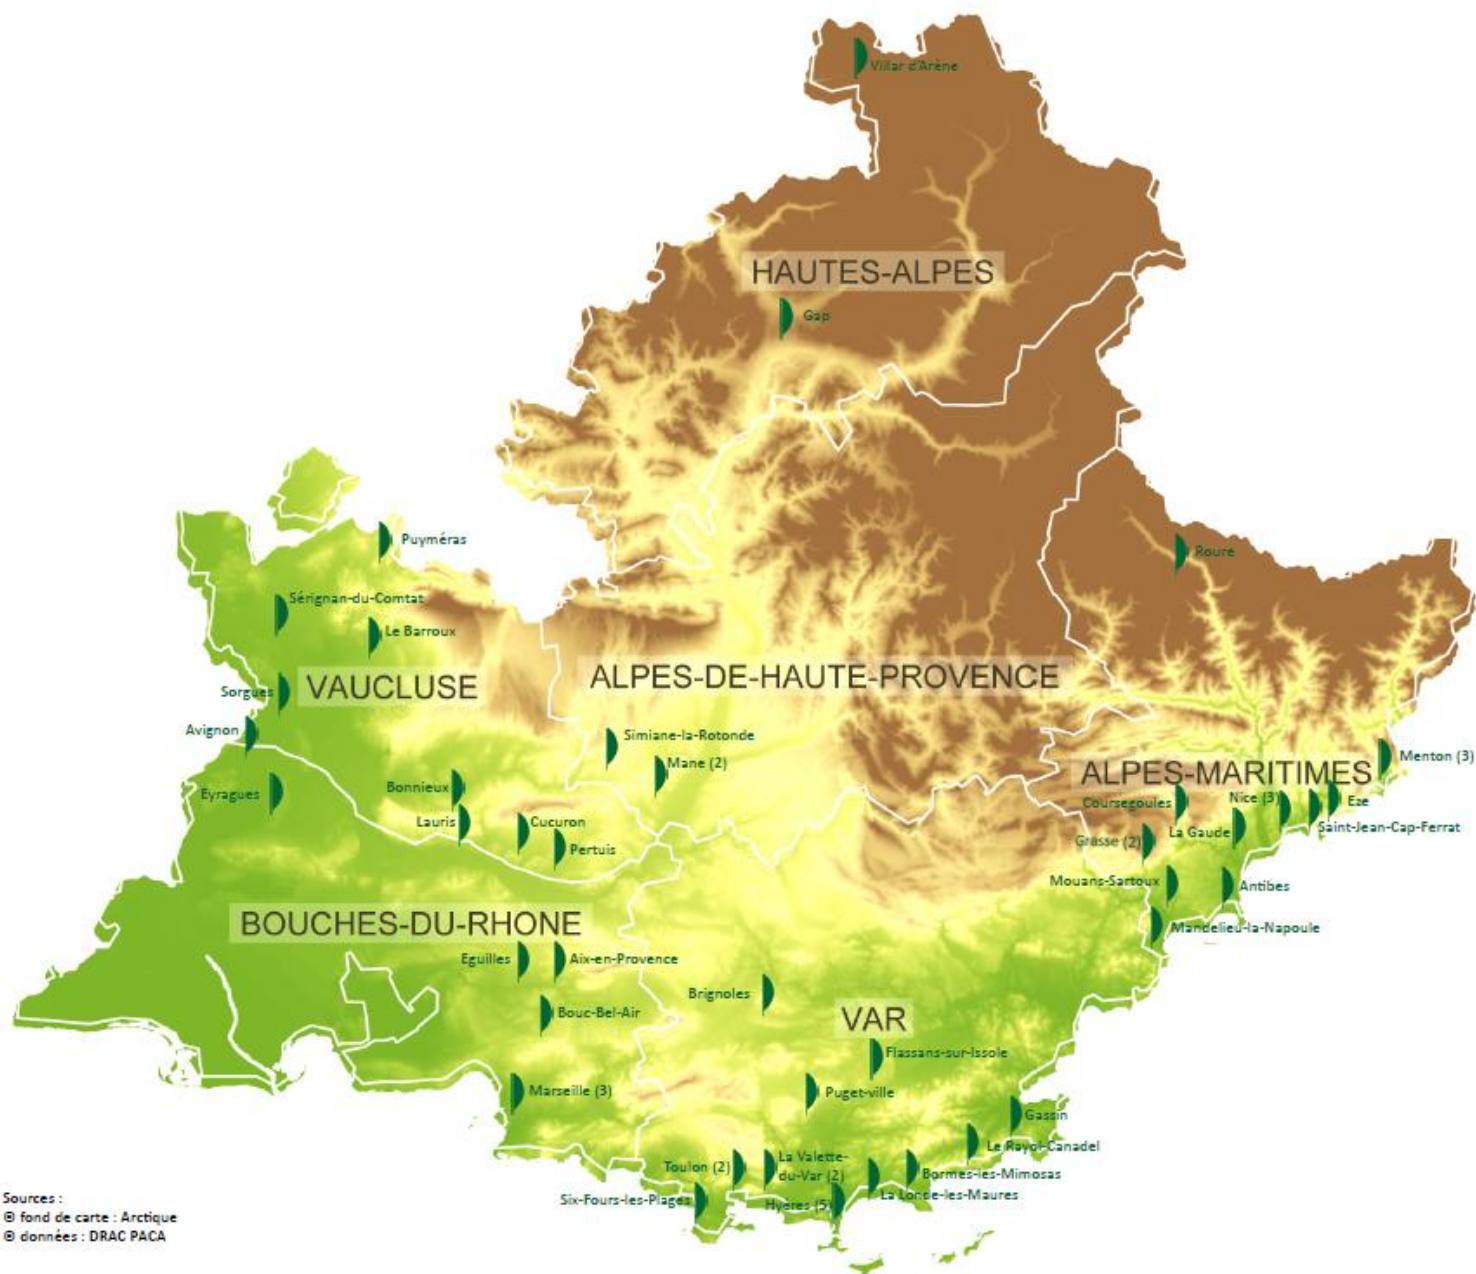 Villar d'Arène
HAUTES-ALPES
Gap
Puyméras
Roure
Sérignan-du-Comtat
Le Barroux
ALPES-DE-HAUTE-PROVENCE
VAUCLUSE
Sorgues
Avignon
Simiane-la-Rotonde
Mane (2)
Menton (3)
ALPES-MARITIMES
Bonnieux
Eyragues
Coursegoules
Nice (3)
Eze
Lauris
Cucuron
Saint-Jean-Cap-Ferrat
La Gaude
Grasse (2)
Pertuis
Mouans-Sartoux
Antibes
BOUCHES-DU-RHONE
Mandelieu-la-Napoule
Eguilles
Aix-en-Provence
Brignoles
Bouc-Bel-Air
VAR
Flassans-sur-Issole
Marseille (3)
Puget-ville
Gassin
Le Rayol-Canadel
La Valette-
du-Var (2)
Toulon (2)
Bormes-les-Mimosas
La Londe-les-Maures
Six-Fours-les-Plages
Hyères (5)
Sources :
® fond de carte : Arctique
® données : DRAC PACA